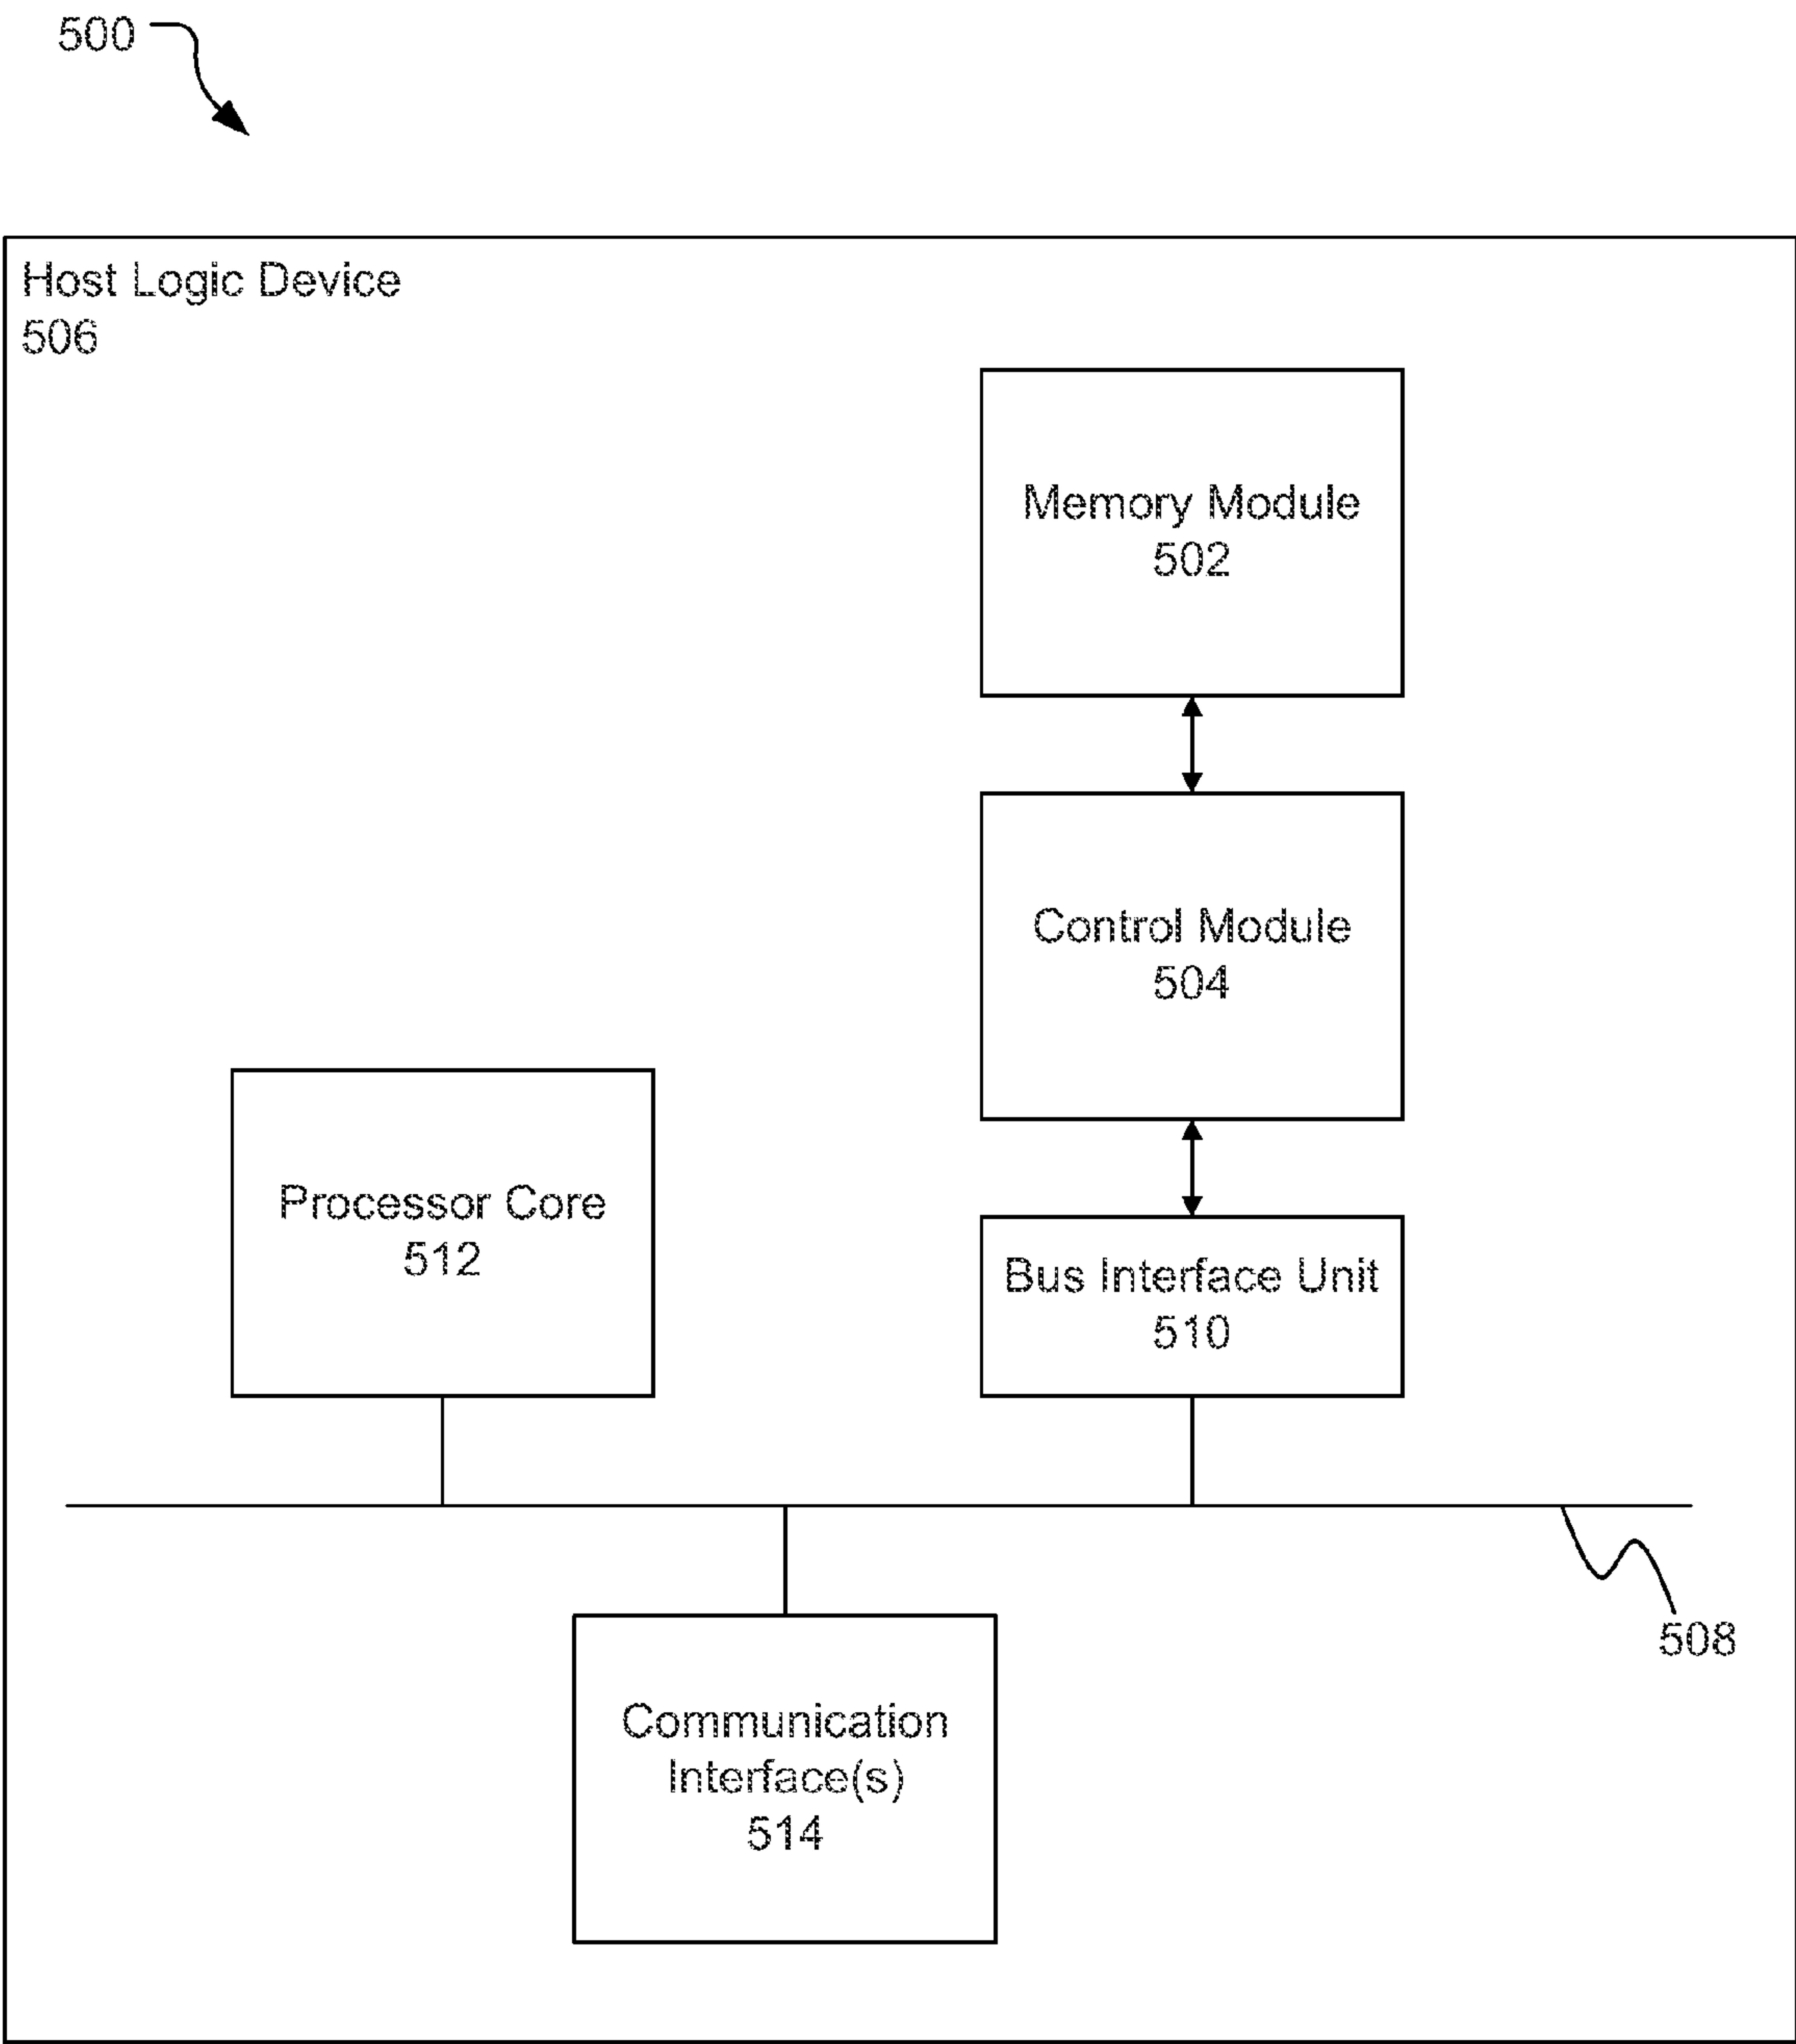 500
Host Logic Device
506
Memory Module
502
Control Module
504
Processor Core
512
Bus Interface Unit
510
508
Communication
Interface(s)
514